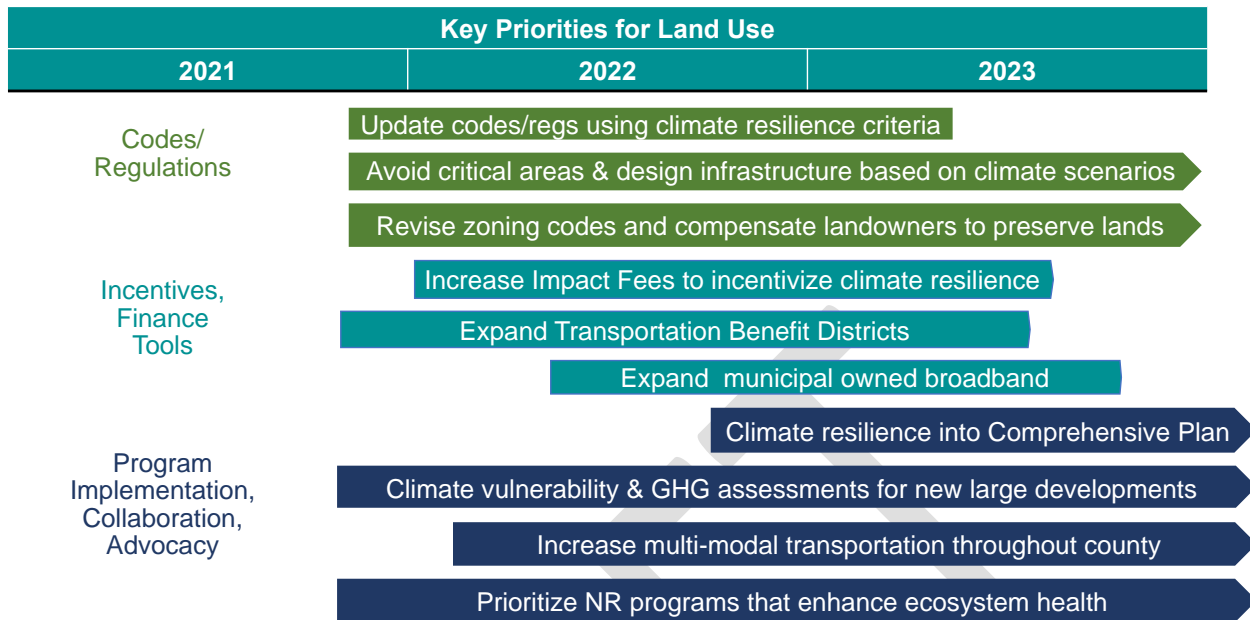 Key Priorities for Land Use
2021 2022 2023
Codes/
Regulations
Update codes/regs using climate resilience criteria
Avoid critical areas & design infrastructure based on climate scenarios
Revise zoning codes and compensate landowners to preserve lands
Incentives,
Finance
Tools
Increase Impact Fees to incentivize climate resilience
Expand Transportation Benefit Districts
Expand municipal owned broadband
Program
Implementation,
Collaboration,
Advocacy
Climate resilience into Comprehensive Plan
Climate vulnerability & GHG assessments for new large developments
Increase multi-modal transportation throughout county
Prioritize NR programs that enhance ecosystem health